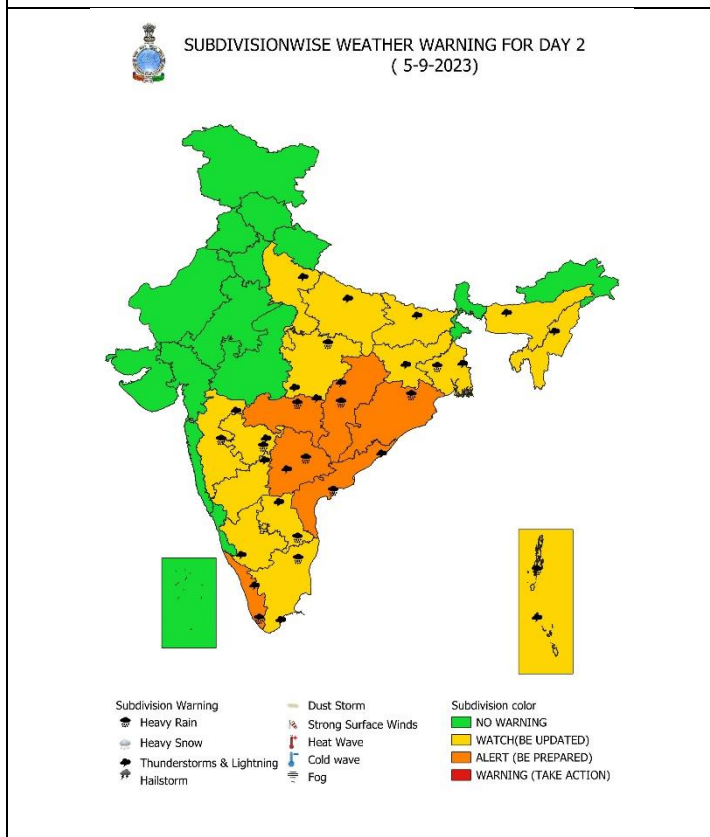 SUBDIVISIONWISE WEATHER WARNING FOR DAY 2
( 5-9-2023)
Subdivision Warning
Heavy Rain
Heavy Snow
Thunderstorms & Lightning
Hailstorm
Dust Storm
Strong Surface Winds
Heat Wave
Cold wave
Fog
Subdivision color
NO WARNING
WATCH(BE UPDATED)
ALERT (BE PREPARED)
WARNING (TAKE ACTION)